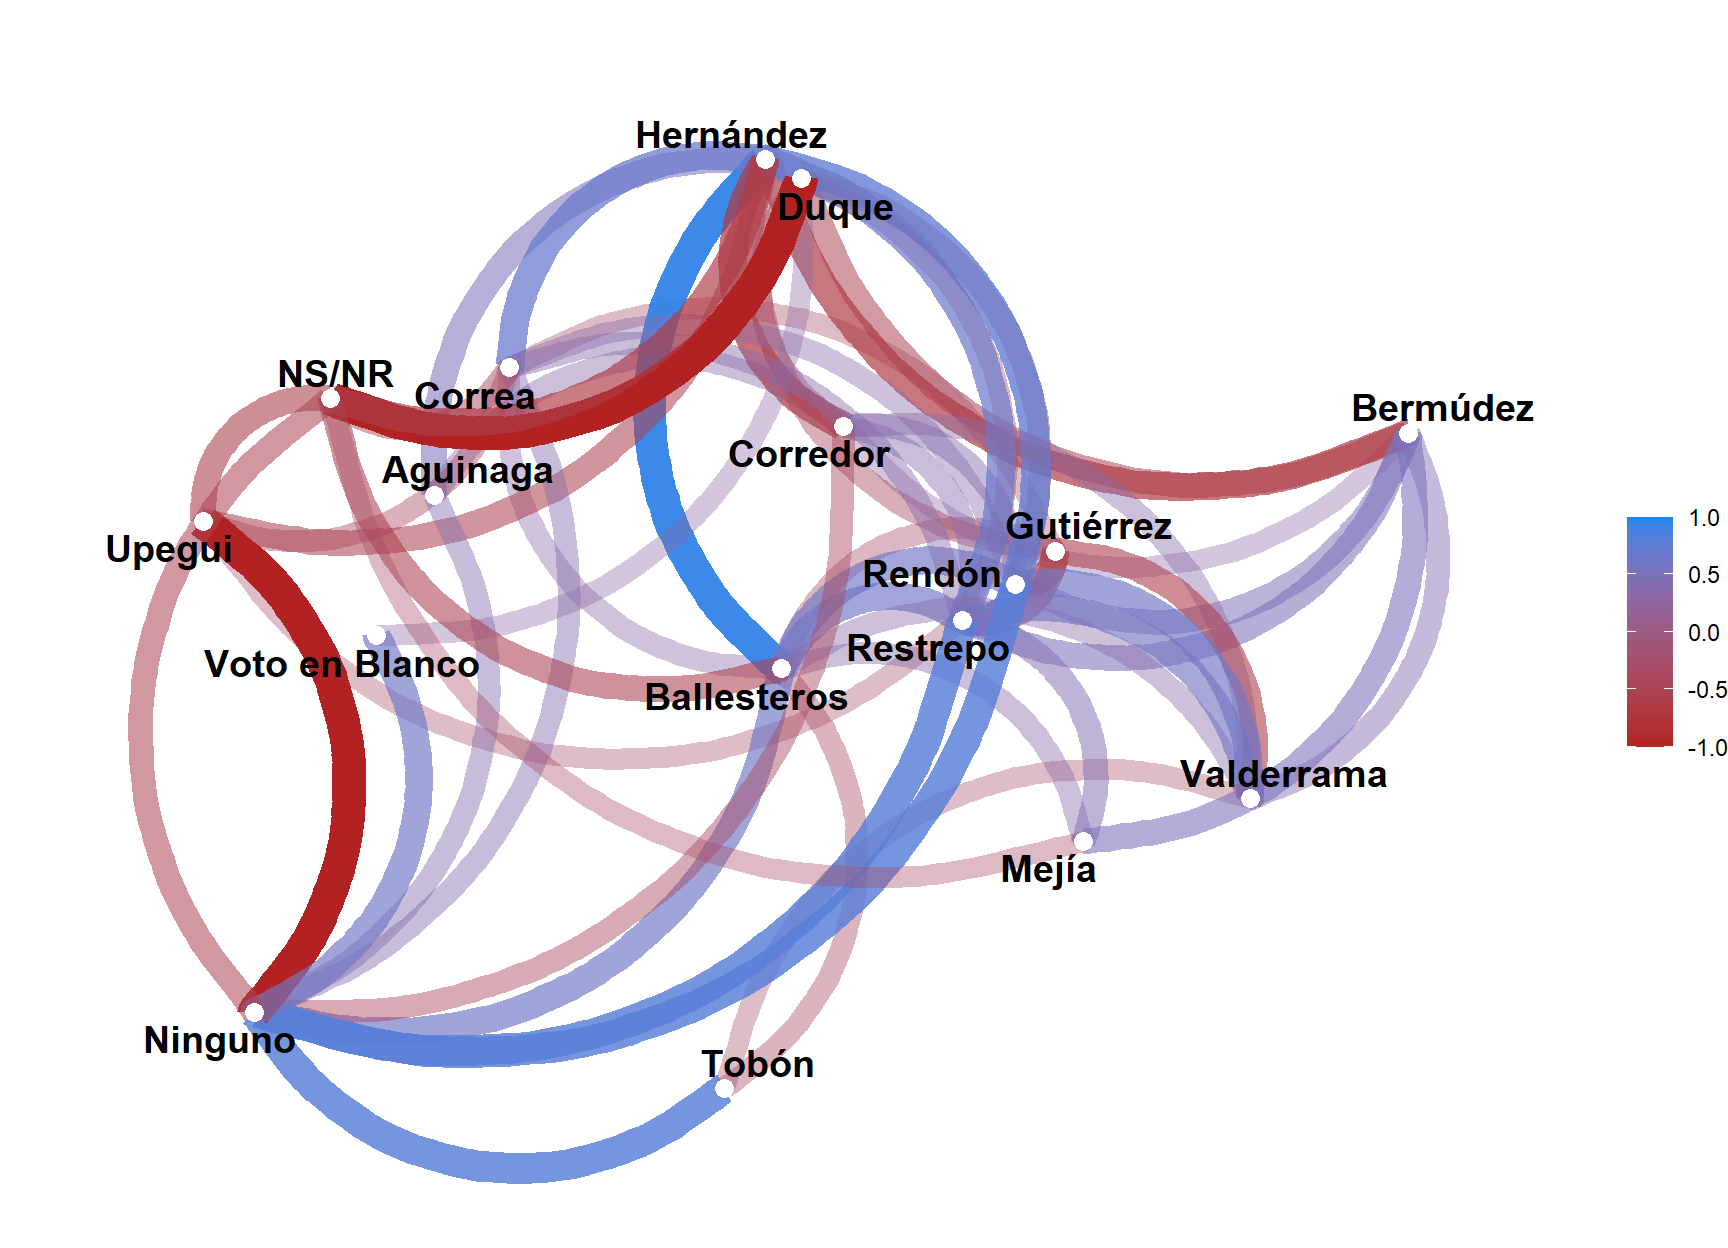 Hernández
Duque
NS/NR
Correa
Bermúdez
Corredor
Aguinaga
Upegui
Gutiérrez
Rendón
Restrepo
Voto en Blanco
Ballesteros
Valderrama
Mejía
Ninguno
Tobón
1.0
0.5
0.0
-0.5
-1.0